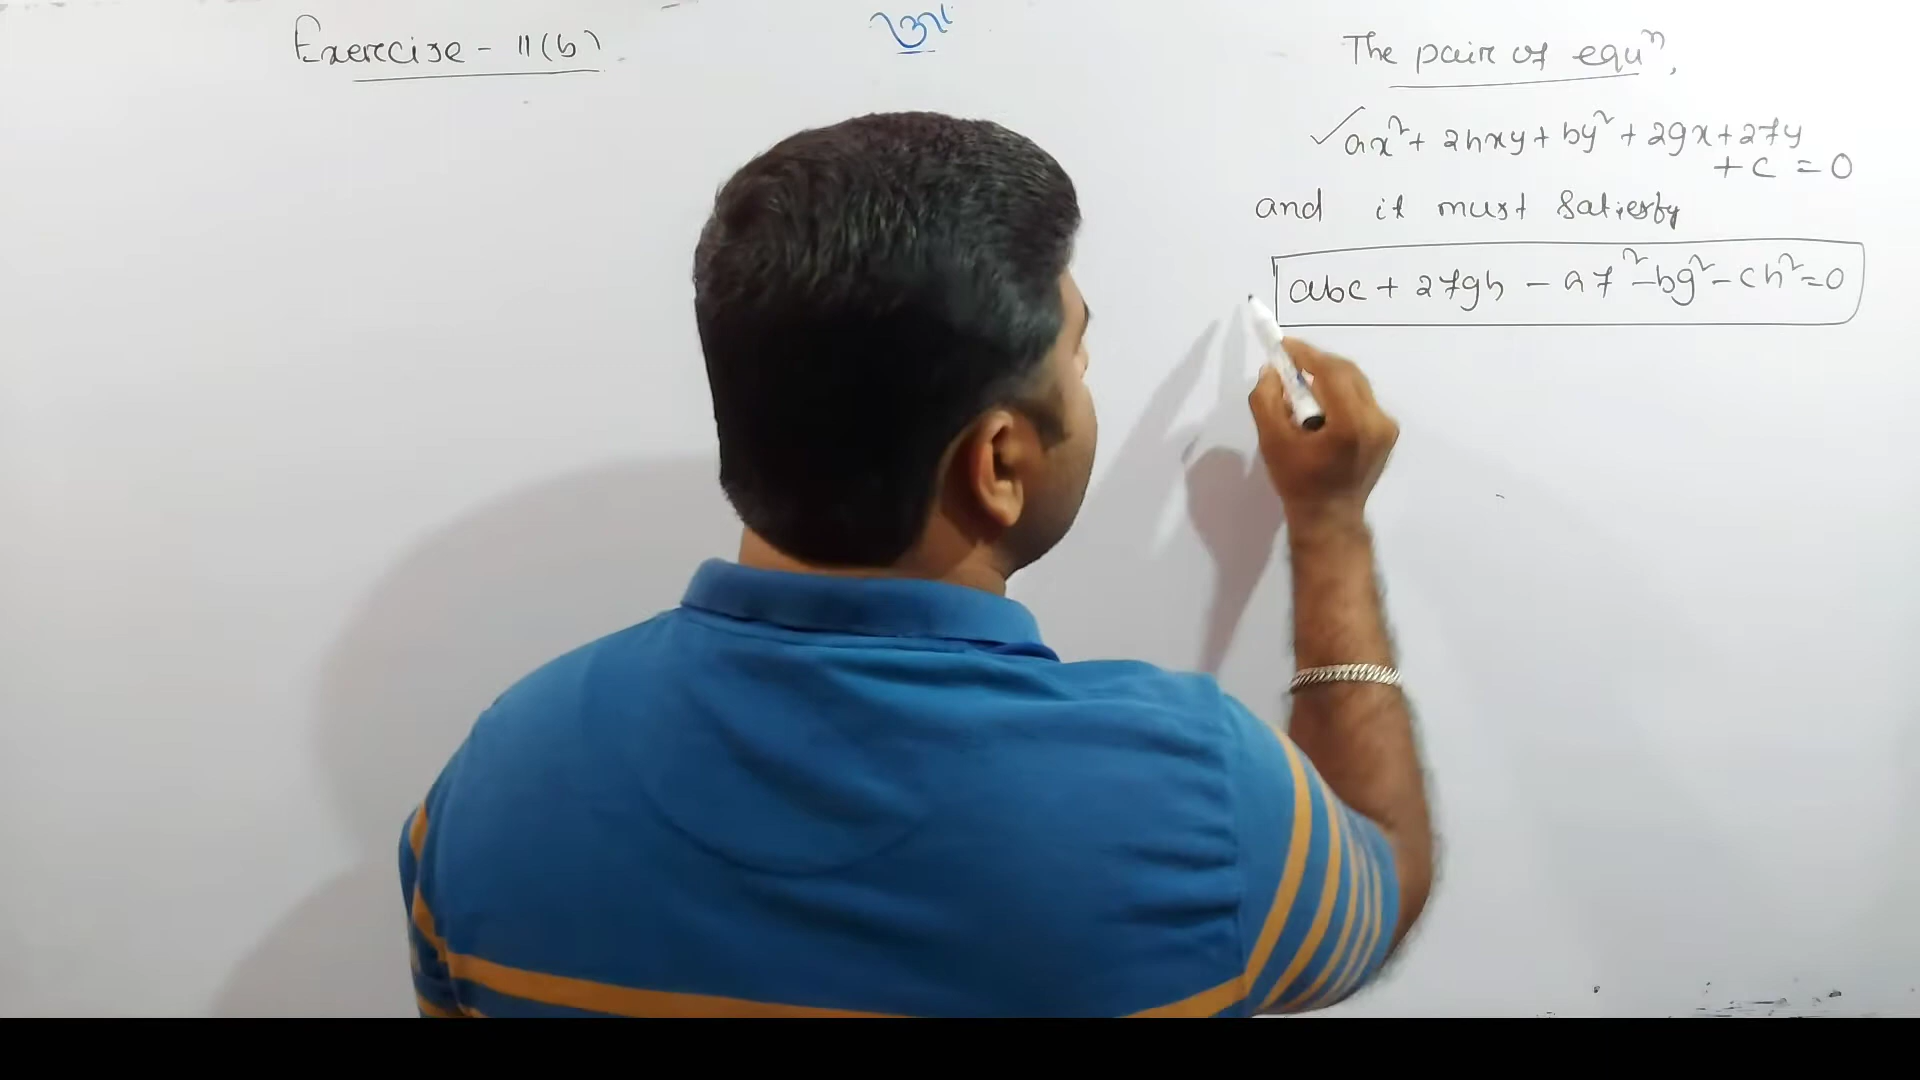 Exercise - 11(b)
The pair of equⁿ,
✓ax² + 2hxy + by² + 2gx + 2fy
+ c = 0
and it must satisfy
abc + 2fgh - af² - bg² - ch² = 0